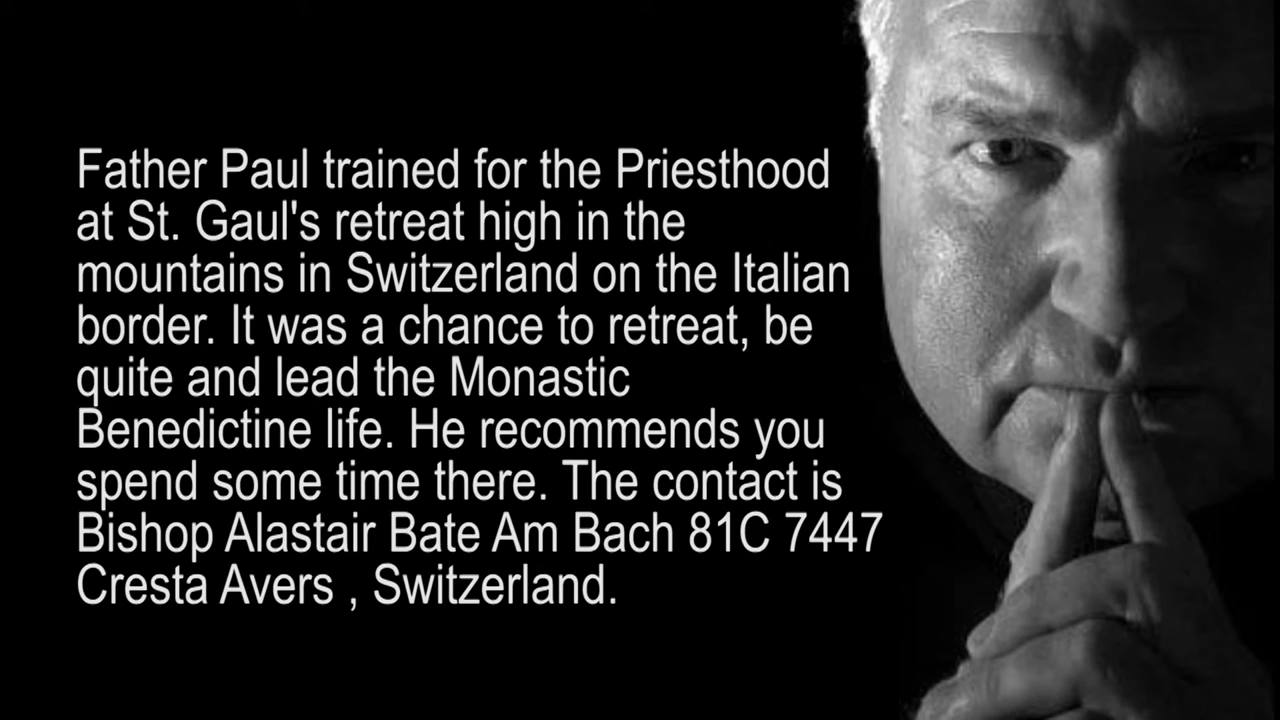 Father Paul trained for the Priesthood
at St. Gaul's retreat high in the
mountains in Switzerland on the Italian
border. It was a chance to retreat, be
quite and lead the Monastic
Benedictine life. He recommends you
spend some time there. The contact is
Bishop Alastair Bate Am Bach 81C 7447
Cresta Avers , Switzerland.